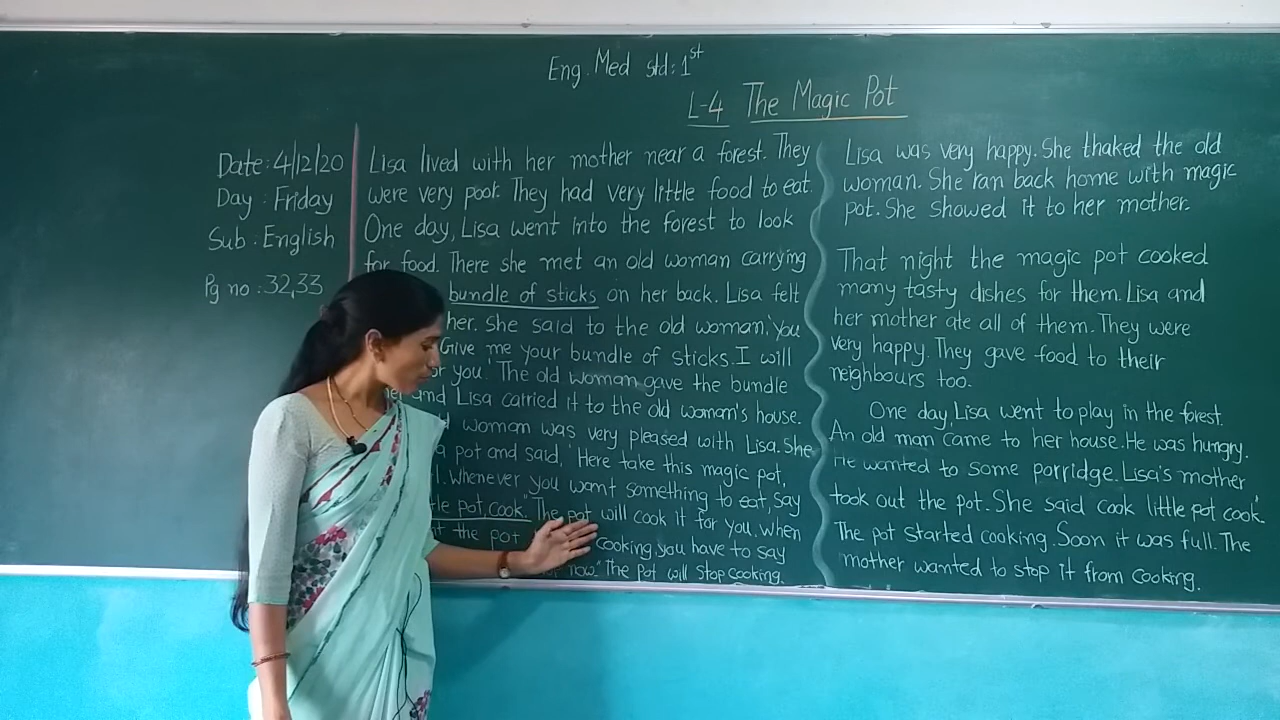 Eng. Med std: 1st
L-4 The Magic Pot
Date: 4/12/20
Day : Friday
Sub : English
Pg no : 32,33
Lisa lived with her mother near a forest. They
were very poor. They had very little food to eat.
One day, Lisa went into the forest to look
for food. There she met an old woman carrying
bundle of sticks on her back. Lisa felt
her. She said to the old woman, 'You
Give me your bundle of sticks. I will
you.' The old woman gave the bundle
and Lisa carried it to the old woman's house.
woman was very pleased with Lisa. She
a pot and said, Here take this magic pot,
Whenever you want something to eat, say
pot, cook." The pot will cook it for you. When
the pot cooking, you have to say
now." The Pot will stop cooking.
Lisa was very happy. She thaked the old
woman. She ran back home with magic
pot. She showed it to her mother.
That night the magic pot cooked
many tasty dishes for them. Lisa and
her mother ate all of them. They were
very happy. They gave food to their
neighbours too.
One day, Lisa went to play in the forest.
An old man came to her house. He was hungry.
He wanted to some porridge. Lisa's mother
took out the pot. She said cook little pot cook.'
The pot started cooking. Soon it was full. The
mother wanted to stop it from cooking.